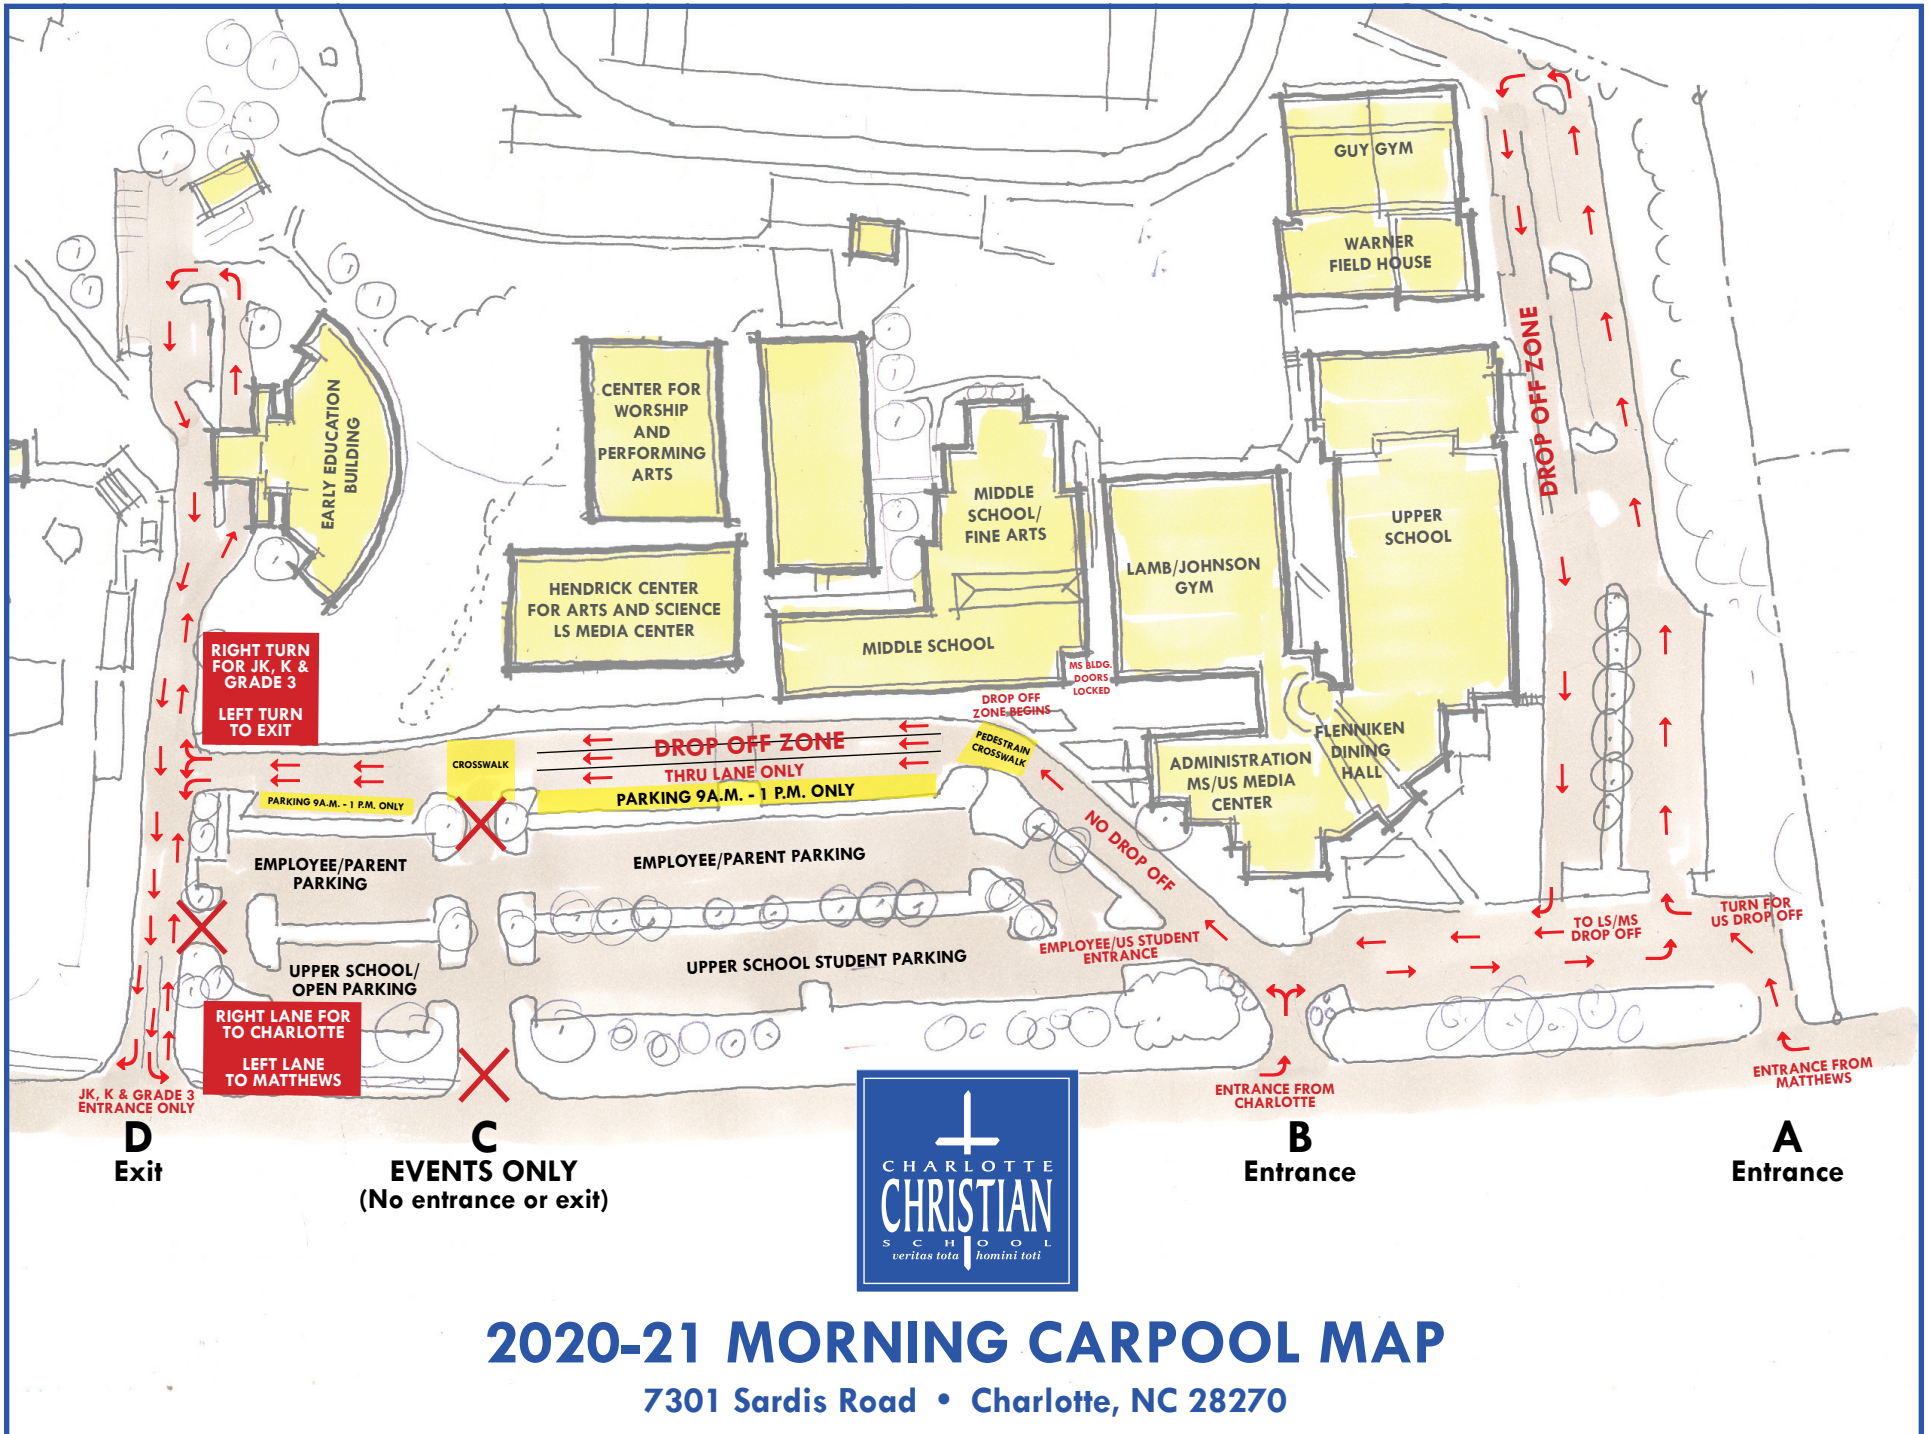 GUY GYM
WARNER
FIELD HOUSE
DROP OFF ZONE
CENTER FOR
WORSHIP
AND
PERFORMING
ARTS
EARLY EDUCATION
BUILDING
MIDDLE
SCHOOL/
FINE ARTS
UPPER
SCHOOL
LAMB/JOHNSON
GYM
HENDRICK CENTER
FOR ARTS AND SCIENCE
LS MEDIA CENTER
MIDDLE SCHOOL
RIGHT TURN
FOR JK, K &
GRADE 3
LEFT TURN
TO EXIT
MS BLDG.
DOORS
LOCKED
DROP OFF
ZONE BEGINS
DROP OFF ZONE
THRU LANE ONLY
PARKING 9A.M. - 1 P.M. ONLY
CROSSWALK
PEDESTRAIN
CROSSWALK
PARKING 9A.M. - 1 P.M. ONLY
FLENNIKEN
DINING
HALL
ADMINISTRATION
MS/US MEDIA
CENTER
NO DROP OFF
EMPLOYEE/PARENT
PARKING
EMPLOYEE/PARENT PARKING
UPPER SCHOOL/
OPEN PARKING
UPPER SCHOOL STUDENT PARKING
EMPLOYEE/US STUDENT
ENTRANCE
TO LS/MS
DROP OFF
TURN FOR
US DROP OFF
RIGHT LANE FOR
TO CHARLOTTE
LEFT LANE
TO MATTHEWS
JK, K & GRADE 3
ENTRANCE ONLY
ENTRANCE FROM
CHARLOTTE
ENTRANCE FROM
MATTHEWS
D
Exit
C
EVENTS ONLY
(No entrance or exit)
B
Entrance
A
Entrance
CHARLOTTE
CHRISTIAN
SCHOOL
veritas tota homini toti
2020-21 MORNING CARPOOL MAP
7301 Sardis Road • Charlotte, NC 28270